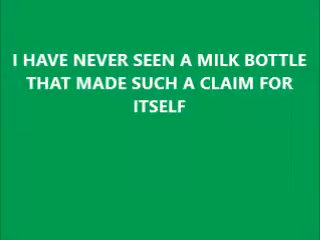 I HAVE NEVER SEEN A MILK BOTTLE
THAT MADE SUCH A CLAIM FOR
ITSELF